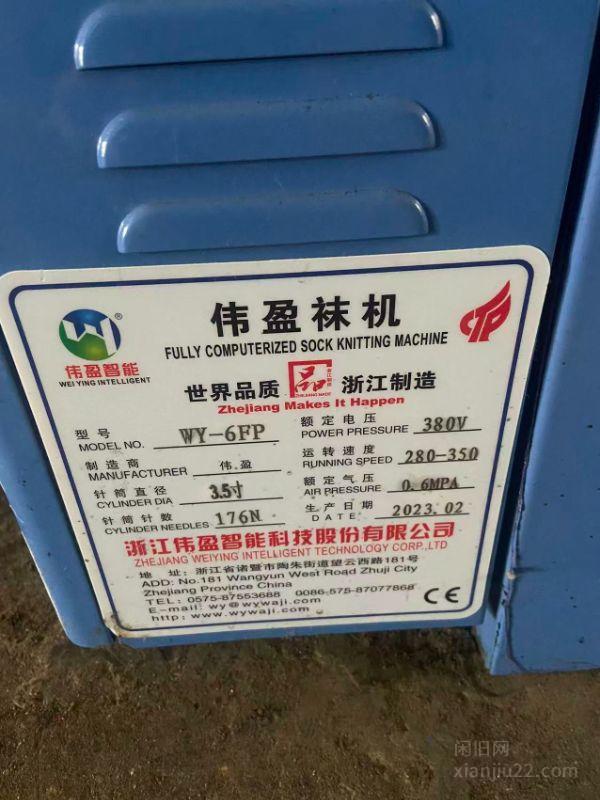 伟盈智能
WEI YING INTELLIGENT
®
伟盈袜机
FULLY COMPUTERIZED SOCK KNITTING MACHINE
世界品质 品 浙江制造
ZHEJIANG MADE
Zhejiang Makes It Happen
型号 MODEL NO. WY-6FP
额定电压 POWER PRESSURE 380V
制造商 MANUFACTURER 伟.盈
运转速度 RUNNING SPEED 280-350
针筒直径 CYLINDER DIA 3.5寸
额定气压 AIR PRESSURE 0.6MPA
针筒针数 CYLINDER NEEDLES 176N
生产日期 DATE 2023.02
浙江伟盈智能科技股份有限公司
ZHEJIANG WEIYING INTELLIGENT TECHNOLOGY CORP.,LTD
地 址: 浙江省诸暨市陶朱街道望云西路181号
ADD: No.181 Wangyun West Road Zhuji City
Zhejiang Province China
TEL: 0575-87553688 0086-575-87077868
E-mail: wy@wywaji.com
http: www.wywaji.com
CE
闲旧网
xianjiu22.com